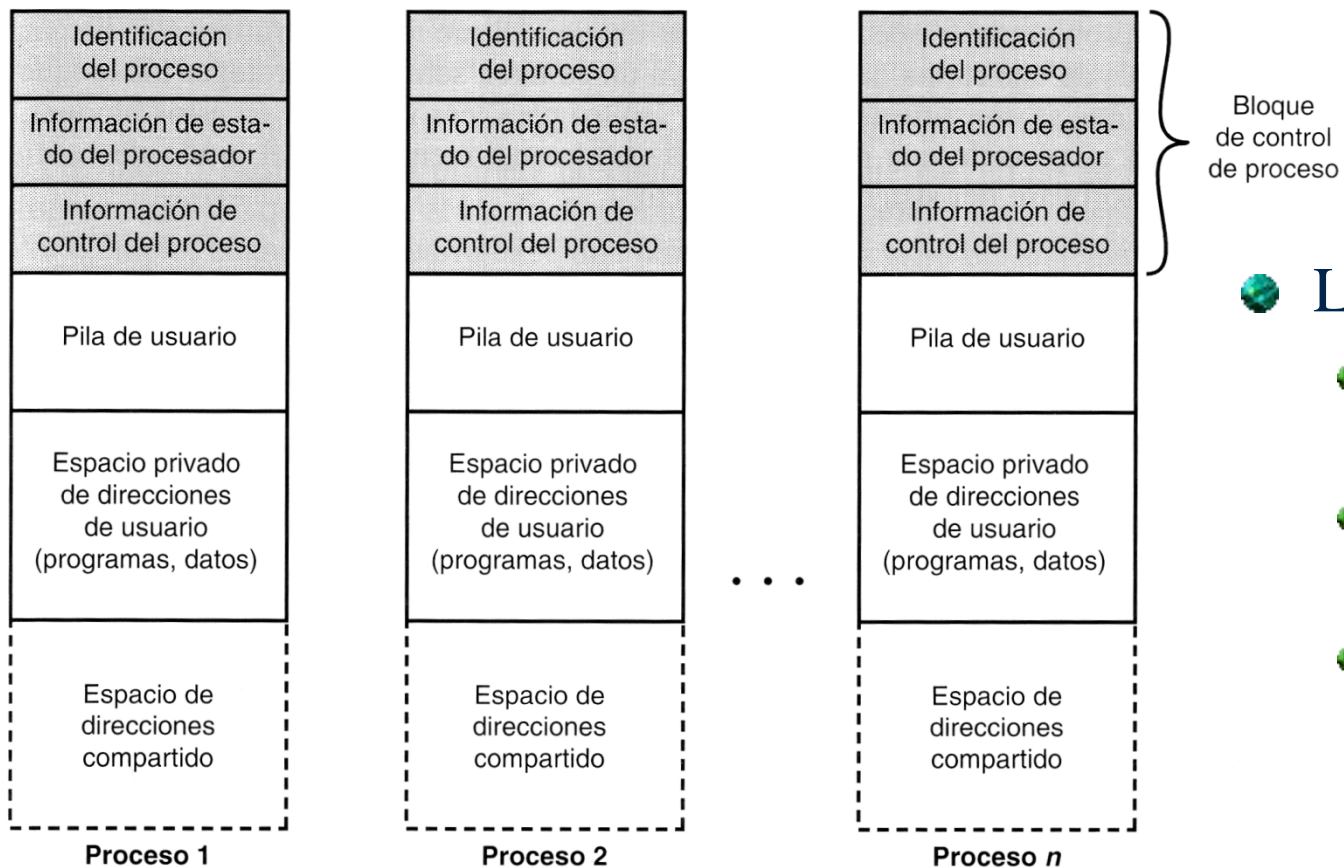 Identificación
del proceso
Información de esta-
do del procesador
Información de
control del proceso
Pila de usuario
Espacio privado
de direcciones
de usuario
(programas, datos)
Espacio de
direcciones
compartido
Proceso 1
Identificación
del proceso
Información de esta-
do del procesador
Información de
control del proceso
Pila de usuario
Espacio privado
de direcciones
de usuario
(programas, datos)
Espacio de
direcciones
compartido
Proceso 2
. . .
Identificación
del proceso
Información de esta-
do del procesador
Información de
control del proceso
Pila de usuario
Espacio privado
de direcciones
de usuario
(programas, datos)
Espacio de
direcciones
compartido
Proceso n
Bloque
de control
de proceso
L